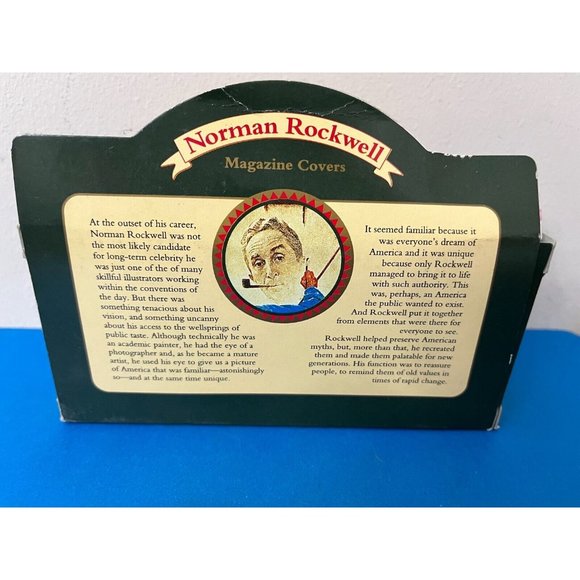 Norman Rockwell
Magazine Covers
At the outset of his career,
Norman Rockwell was not
the most likely candidate
for long-term celebrity he
was just one of the of many
skillful illustrators working
within the conventions of
the day. But there was
something tenacious about his
vision, and something uncanny
about his access to the wellsprings of
public taste. Although technically he was
an academic painter, he had the eye of a
photographer and, as he became a mature
artist, he used his eye to give us a picture
of America that was familiar—astonishingly
so—and at the same time unique.
It seemed familiar because it
was everyone's dream of
America and it was unique
because only Rockwell
managed to bring it to life
with such authority. This
was, perhaps, an America
the public wanted to exist.
And Rockwell put it together
from elements that were there for
everyone to see.
Rockwell helped preserve American
myths, but, more than that, he recreated
them and made them palatable for new
generations. His function was to reassure
people, to remind them of old values in
times of rapid change.